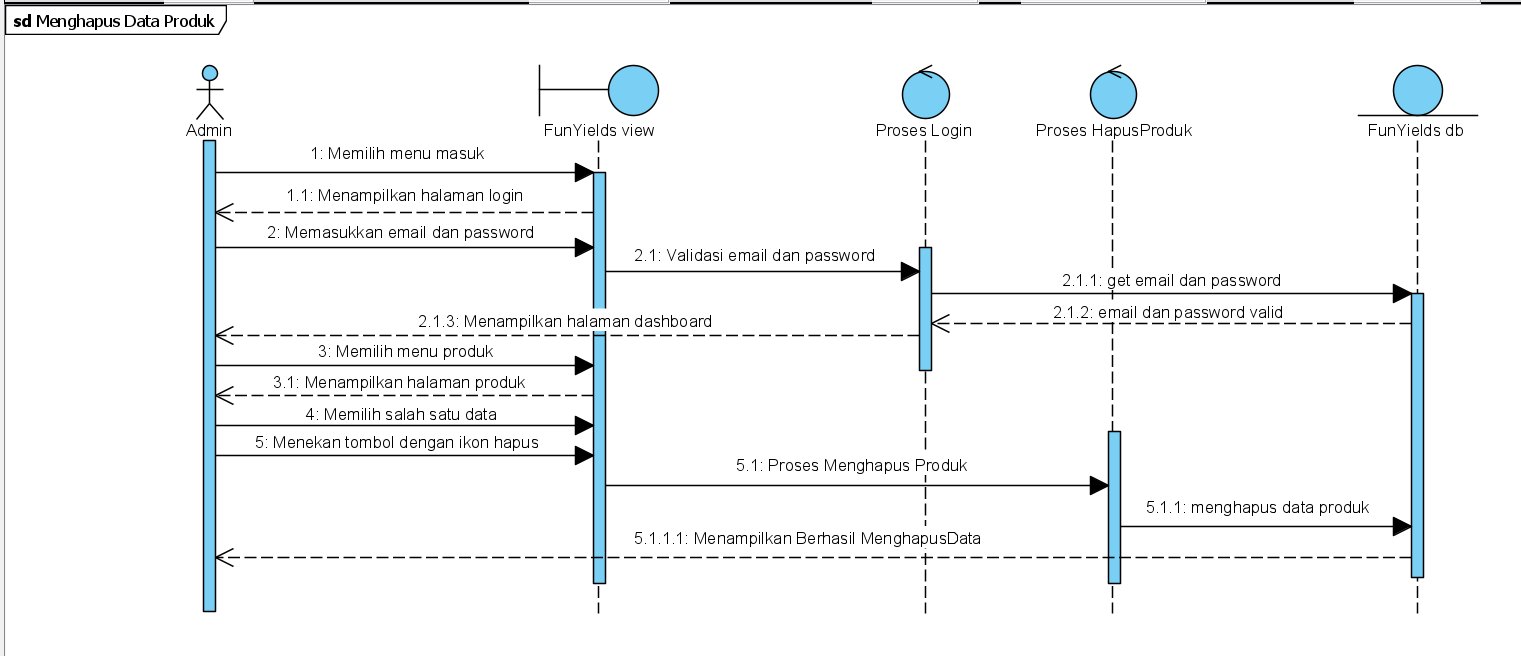 sd Menghapus Data Produk
Admin
FunYields view
Proses Login
Proses HapusProduk
FunYields db
1: Memilih menu masuk
1.1: Menampilkan halaman login
2: Memasukkan email dan password
2.1: Validasi email dan password
2.1.1: get email dan password
2.1.2: email dan password valid
2.1.3: Menampilkan halaman dashboard
3: Memilih menu produk
3.1: Menampilkan halaman produk
4: Memilih salah satu data
5: Menekan tombol dengan ikon hapus
5.1: Proses Menghapus Produk
5.1.1: menghapus data produk
5.1.1.1: Menampilkan Berhasil MenghapusData